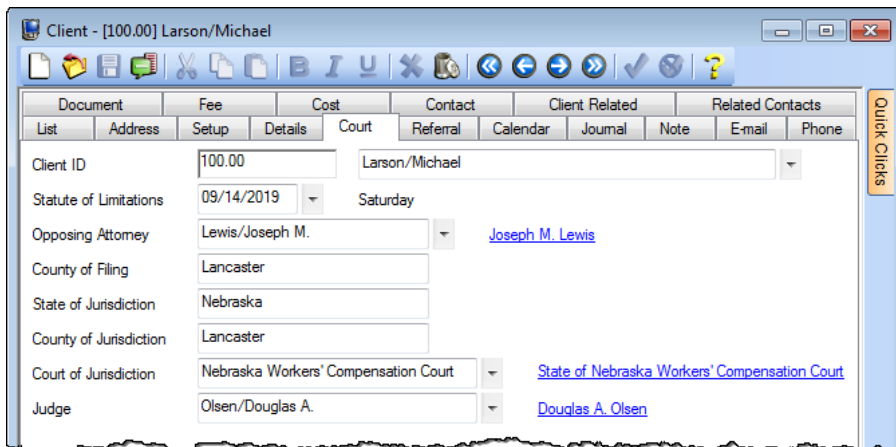 Client - [100.00] Larson/Michael
B I U ?
Document Fee Cost Contact Client Related Related Contacts
List Address Setup Details Court Referral Calendar Journal Note E-mail Phone
Quick Clicks
Client ID 100.00 Larson/Michael
Statute of Limitations 09/14/2019 Saturday
Opposing Attorney Lewis/Joseph M. Joseph M. Lewis
County of Filing Lancaster
State of Jurisdiction Nebraska
County of Jurisdiction Lancaster
Court of Jurisdiction Nebraska Workers' Compensation Court State of Nebraska Workers' Compensation Court
Judge Olsen/Douglas A. Douglas A. Olsen